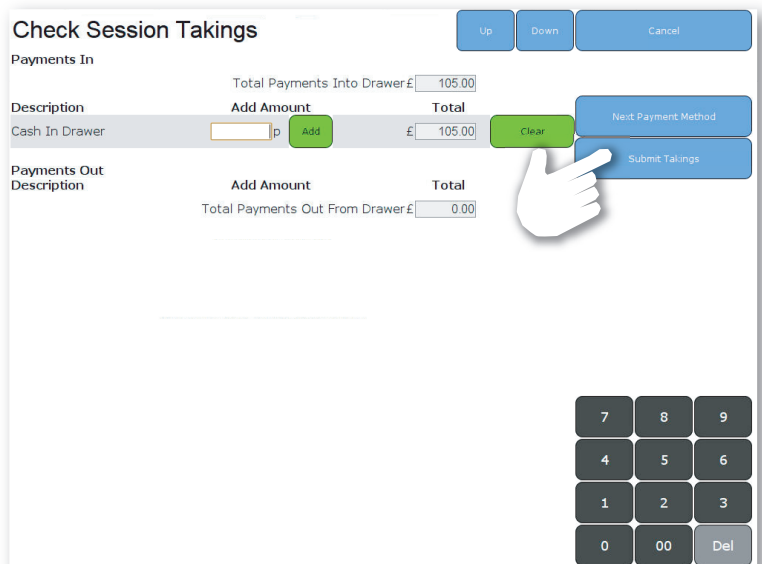 Check Session Takings
Up
Down
Cancel
Payments In
Total Payments Into Drawer£ 105.00
Description Add Amount Total
Next Payment Method
Cash In Drawer p Add £ 105.00 Clear
Submit Takings
Payments Out
Description Add Amount Total
Total Payments Out From Drawer£ 0.00
7 8 9
4 5 6
1 2 3
0 00 Del